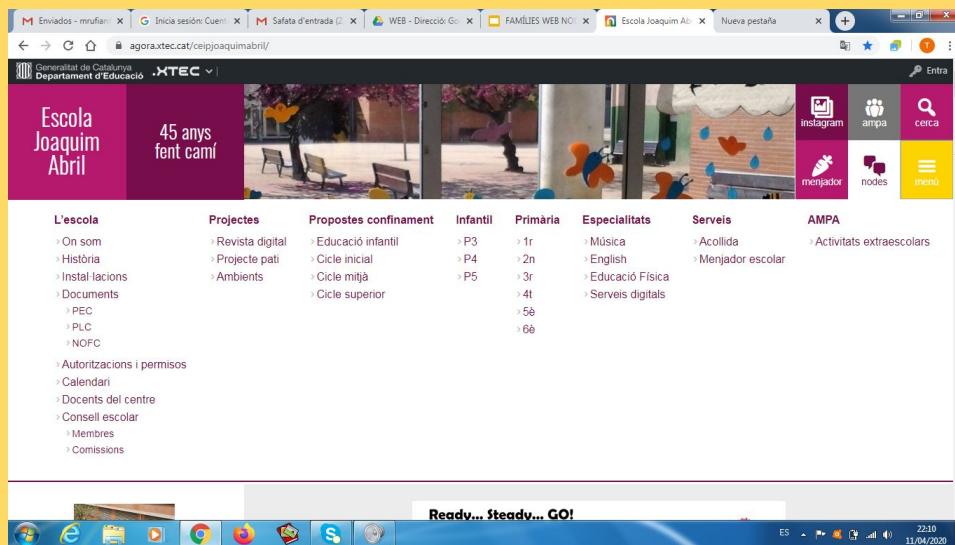 Enviados - mrufian
Inicia sesión: Cuent
Safata d'entrada (2
WEB - Direcció: Go
FAMÍLIES WEB NO
Escola Joaquim Ab
Nueva pestaña
agora.xtec.cat/ceipjoaquimabril/
T
Generalitat de Catalunya
Departament d'Educació
.XTEC
Entra
Escola
Joaquim
Abril
45 anys
fent camí
instagram
ampa
cerca
menjador
nodes
menú
L'escola
On som
Història
Instal·lacions
Documents
PEC
PLC
NOFC
Autoritzacions i permisos
Calendari
Docents del centre
Consell escolar
Membres
Comissions
Projectes
Revista digital
Projecte pati
Ambients
Propostes confinament
Educació infantil
Cicle inicial
Cicle mitjà
Cicle superior
Infantil
P3
P4
P5
Primària
1r
2n
3r
4t
5è
6è
Especialitats
Música
English
Educació Física
Serveis digitals
Serveis
Acollida
Menjador escolar
AMPA
Activitats extraescolars
Ready... Steady... GO!
ES
22:10
11/04/2020